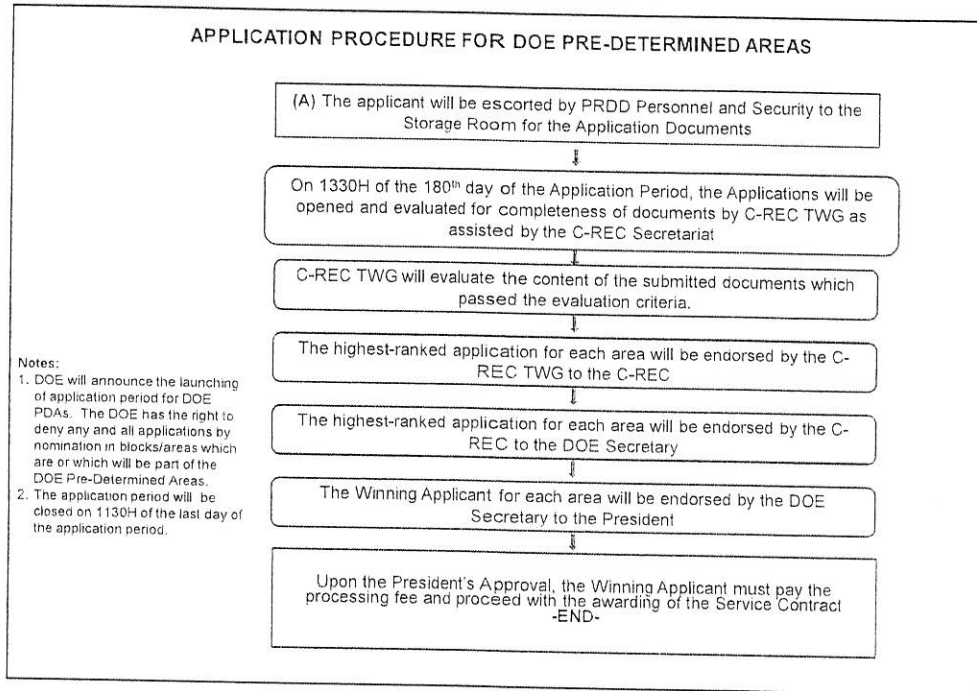 APPLICATION PROCEDURE FOR DOE PRE-DETERMINED AREAS
(A) The applicant will be escorted by PRDD Personnel and Security to the
Storage Room for the Application Documents
On 1330H of the 180th day of the Application Period, the Applications will be
opened and evaluated for completeness of documents by C-REC TWG as
assisted by the C-REC Secretariat
C-REC TWG will evaluate the content of the submitted documents which
passed the evaluation criteria.
The highest-ranked application for each area will be endorsed by the C-
REC TWG to the C-REC
The highest-ranked application for each area will be endorsed by the C-
REC to the DOE Secretary
The Winning Applicant for each area will be endorsed by the DOE
Secretary to the President
Upon the President's Approval, the Winning Applicant must pay the
processing fee and proceed with the awarding of the Service Contract
-END-
Notes:
1. DOE will announce the launching
of application period for DOE
PDAs. The DOE has the right to
deny any and all applications by
nomination in blocks/areas which
are or which will be part of the
DOE Pre-Determined Areas.
2. The application period will be
closed on 1130H of the last day of
the application period.